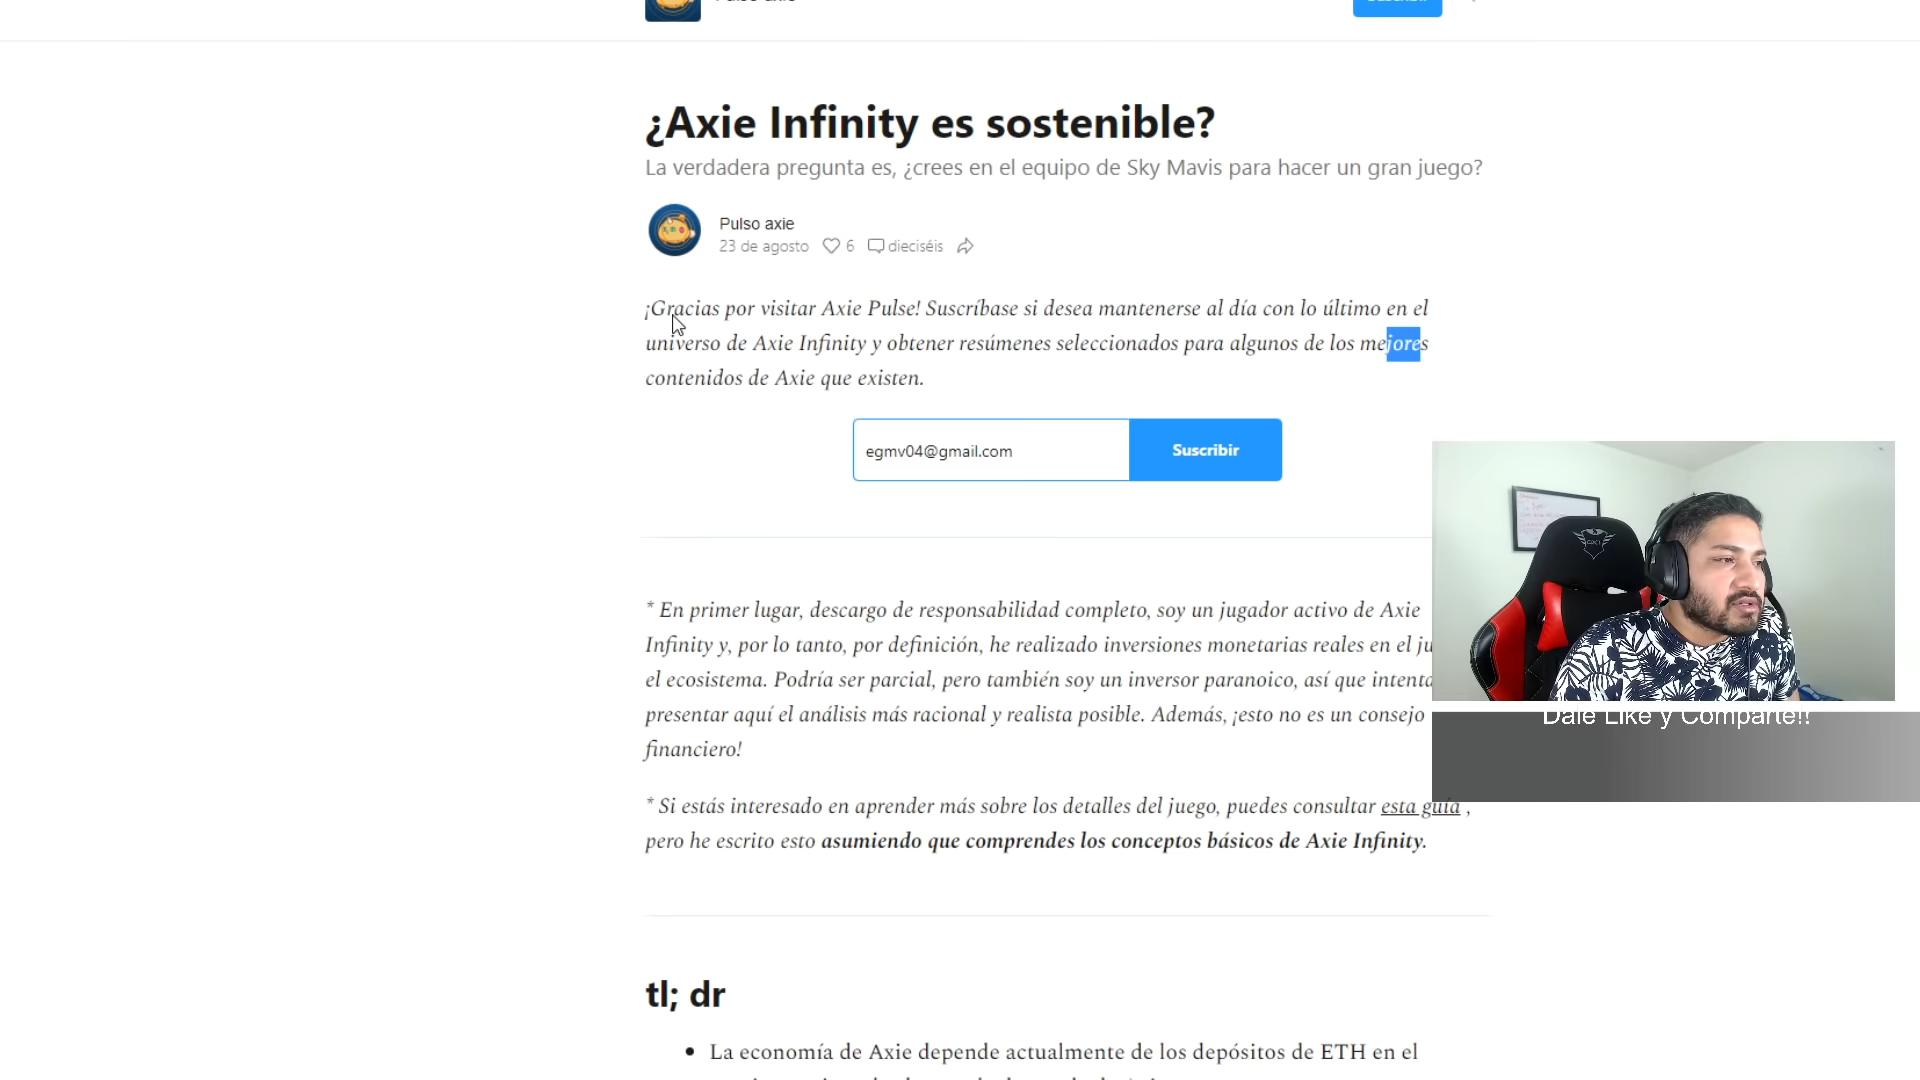 ¿Axie Infinity es sostenible?
La verdadera pregunta es, ¿crees en el equipo de Sky Mavis para hacer un gran juego?
Pulso axie
23 de agosto 6 dieciséis
¡Gracias por visitar Axie Pulse! Suscríbase si desea mantenerse al día con lo último en el
universo de Axie Infinity y obtener resúmenes seleccionados para algunos de los mejores
contenidos de Axie que existen.
egmv04@gmail.com
Suscribir
* En primer lugar, descargo de responsabilidad completo, soy un jugador activo de Axie
Infinity y, por lo tanto, por definición, he realizado inversiones monetarias reales en el
el ecosistema. Podría ser parcial, pero también soy un inversor paranoico, así que
presentar aquí el análisis más racional y realista posible. Además, ¡esto no es un consejo
financiero!
Dale Like y Comparte!!
* Si estás interesado en aprender más sobre los detalles del juego, puedes consultar esta guía ,
pero he escrito esto asumiendo que comprendes los conceptos básicos de Axie Infinity.
tl; dr
• La economía de Axie depende actualmente de los depósitos de ETH en el